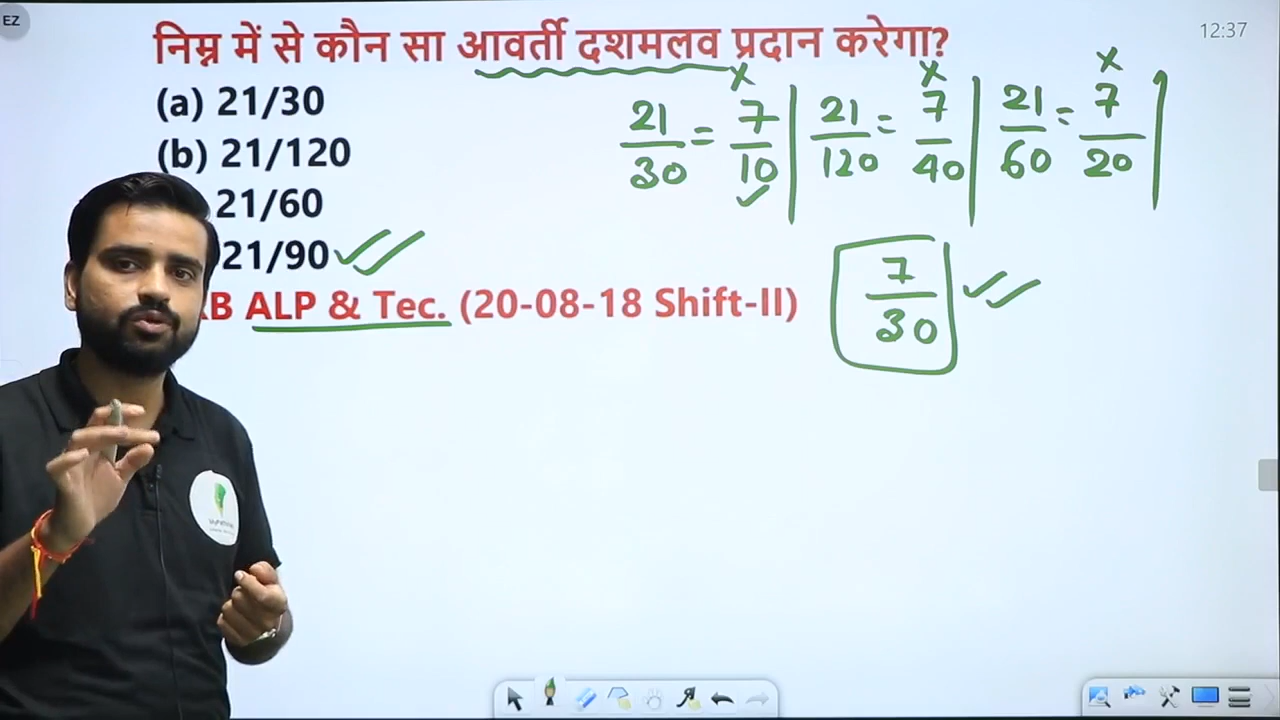 EZ
12:37
निम्न में से कौन सा आवर्ती दशमलव प्रदान करेगा?
(a) 21/30
(b) 21/120
21/60
21/90
RB ALP & Tec. (20-08-18 Shift-II)
21/30 = 7/10 | 21/120 = 7/40 | 21/60 = 7/20 |
x x x
7/30